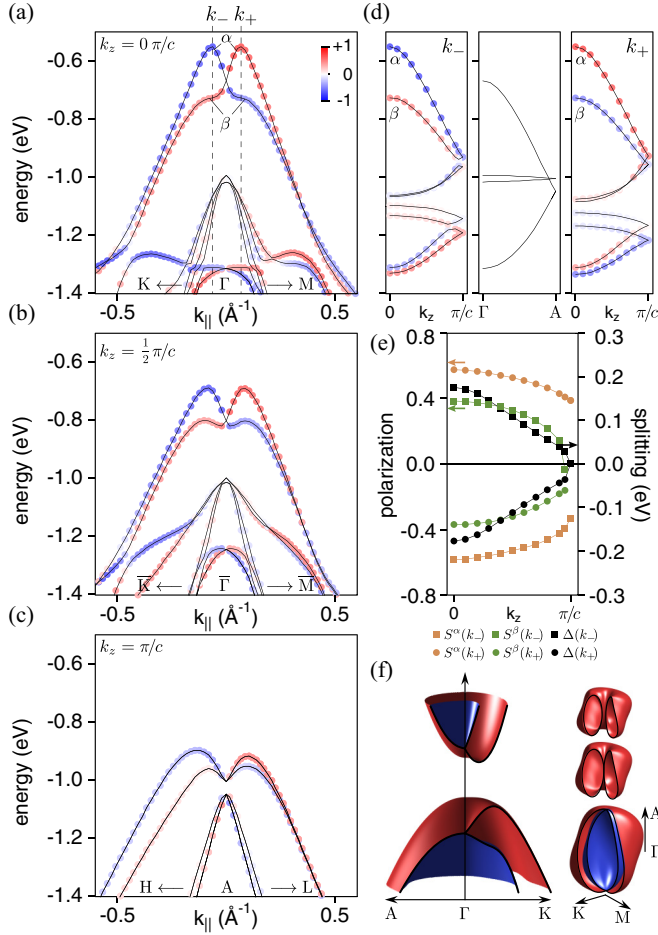 (a)
k− k+
kz = 0 π/c
α
β
+1
0
-1
-0.6
-0.8
-1.0
-1.2
-1.4
energy (eV)
K ← Γ → M
-0.5 k|| (Å⁻¹) 0.5
(b)
kz = ½ π/c
-0.6
-0.8
-1.0
-1.2
-1.4
energy (eV)
K̅ ← Γ̅ → M̅
-0.5 k|| (Å⁻¹) 0.5
(c)
kz = π/c
-0.6
-0.8
-1.0
-1.2
-1.4
energy (eV)
H ← A → L
-0.5 k|| (Å⁻¹) 0.5
(d)
k− k+
α α
β β
0 kz π/c Γ A 0 kz π/c
(e)
0.8 0.3
0.2
0.4
0.1
0.0 0.0
-0.1
-0.4
-0.2
-0.8 -0.3
polarization
splitting (eV)
0 kz π/c
Sα(k−) Sβ(k−) Δ(k−)
Sα(k+) Sβ(k+) Δ(k+)
(f)
A Γ K
A
Γ
K M